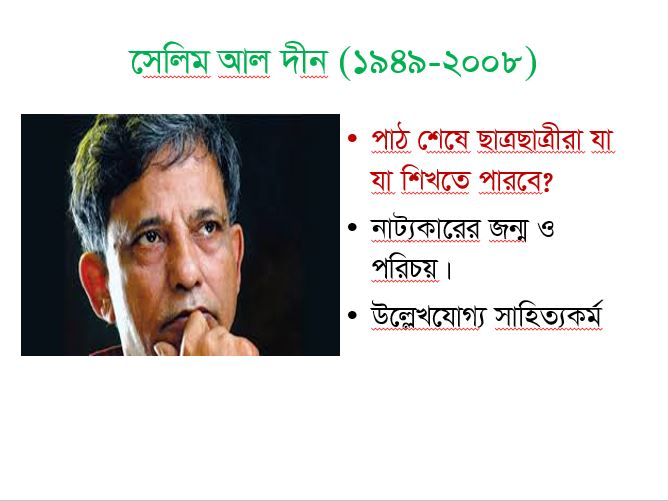 সেলিম আল দীন (১৯৪৯-২০০৮)
• পাঠ শেষে ছাত্রছাত্রীরা যা
যা শিখতে পারবে?
• নাট্যকারের জন্ম ও
পরিচয়।
• উল্লেখযোগ্য সাহিত্যকর্ম